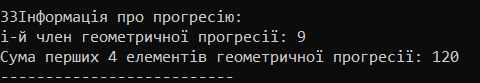 33Інформація про прогресію:
i-й член геометричної прогресії: 9
Сума перших 4 елементів геометричної прогресії: 120
--------------------------